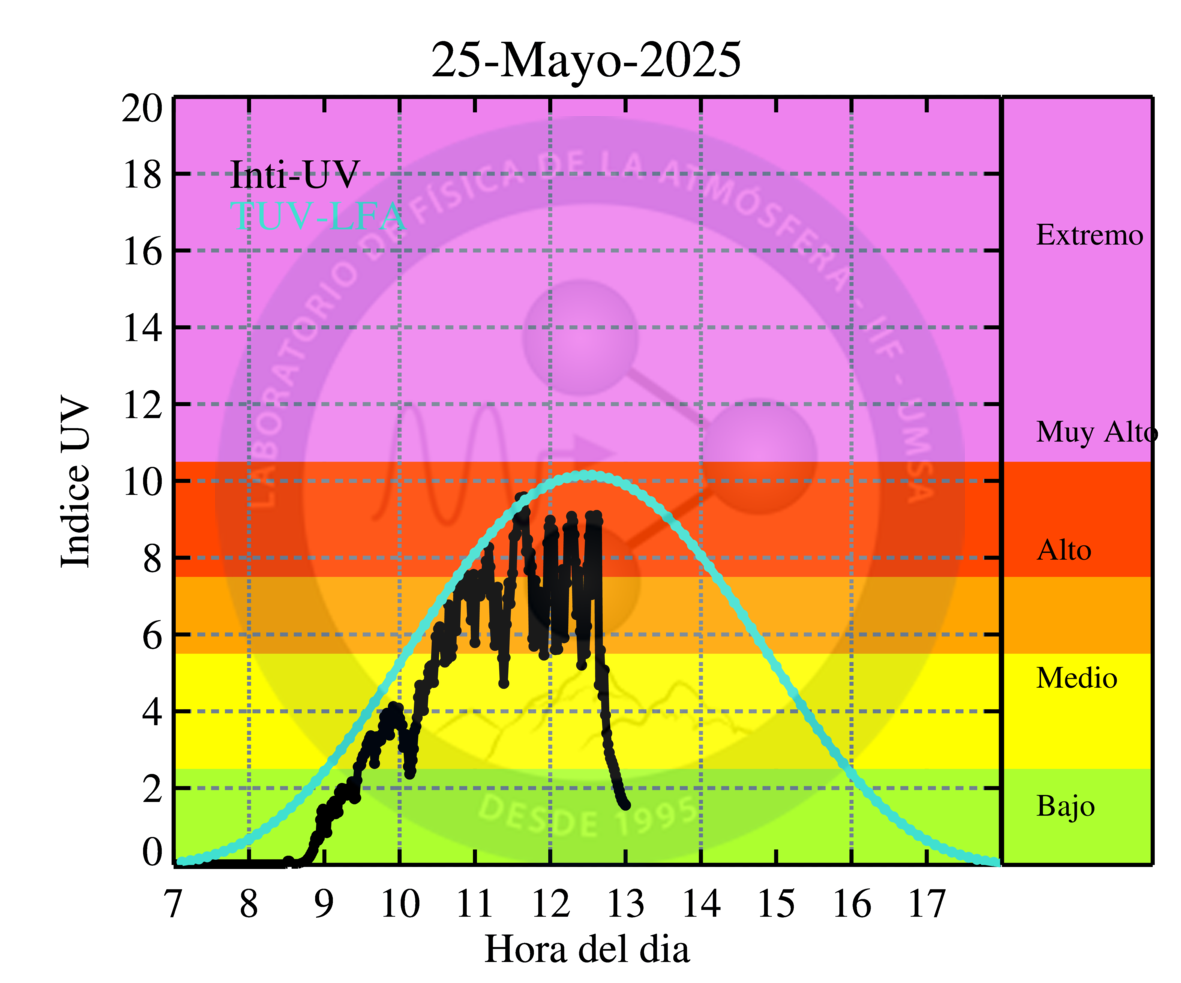 25-Mayo-2025
Inti-UV
TUV-LFA
20
18
16
14
12
10
8
6
4
2
0
Indice UV
7 8 9 10 11 12 13 14 15 16 17
Hora del dia
Extremo
Muy Alto
Alto
Medio
Bajo
LABORATORIO DE FÍSICA DE LA ATMÓSFERA - IIF - UMSA
DESDE 1995